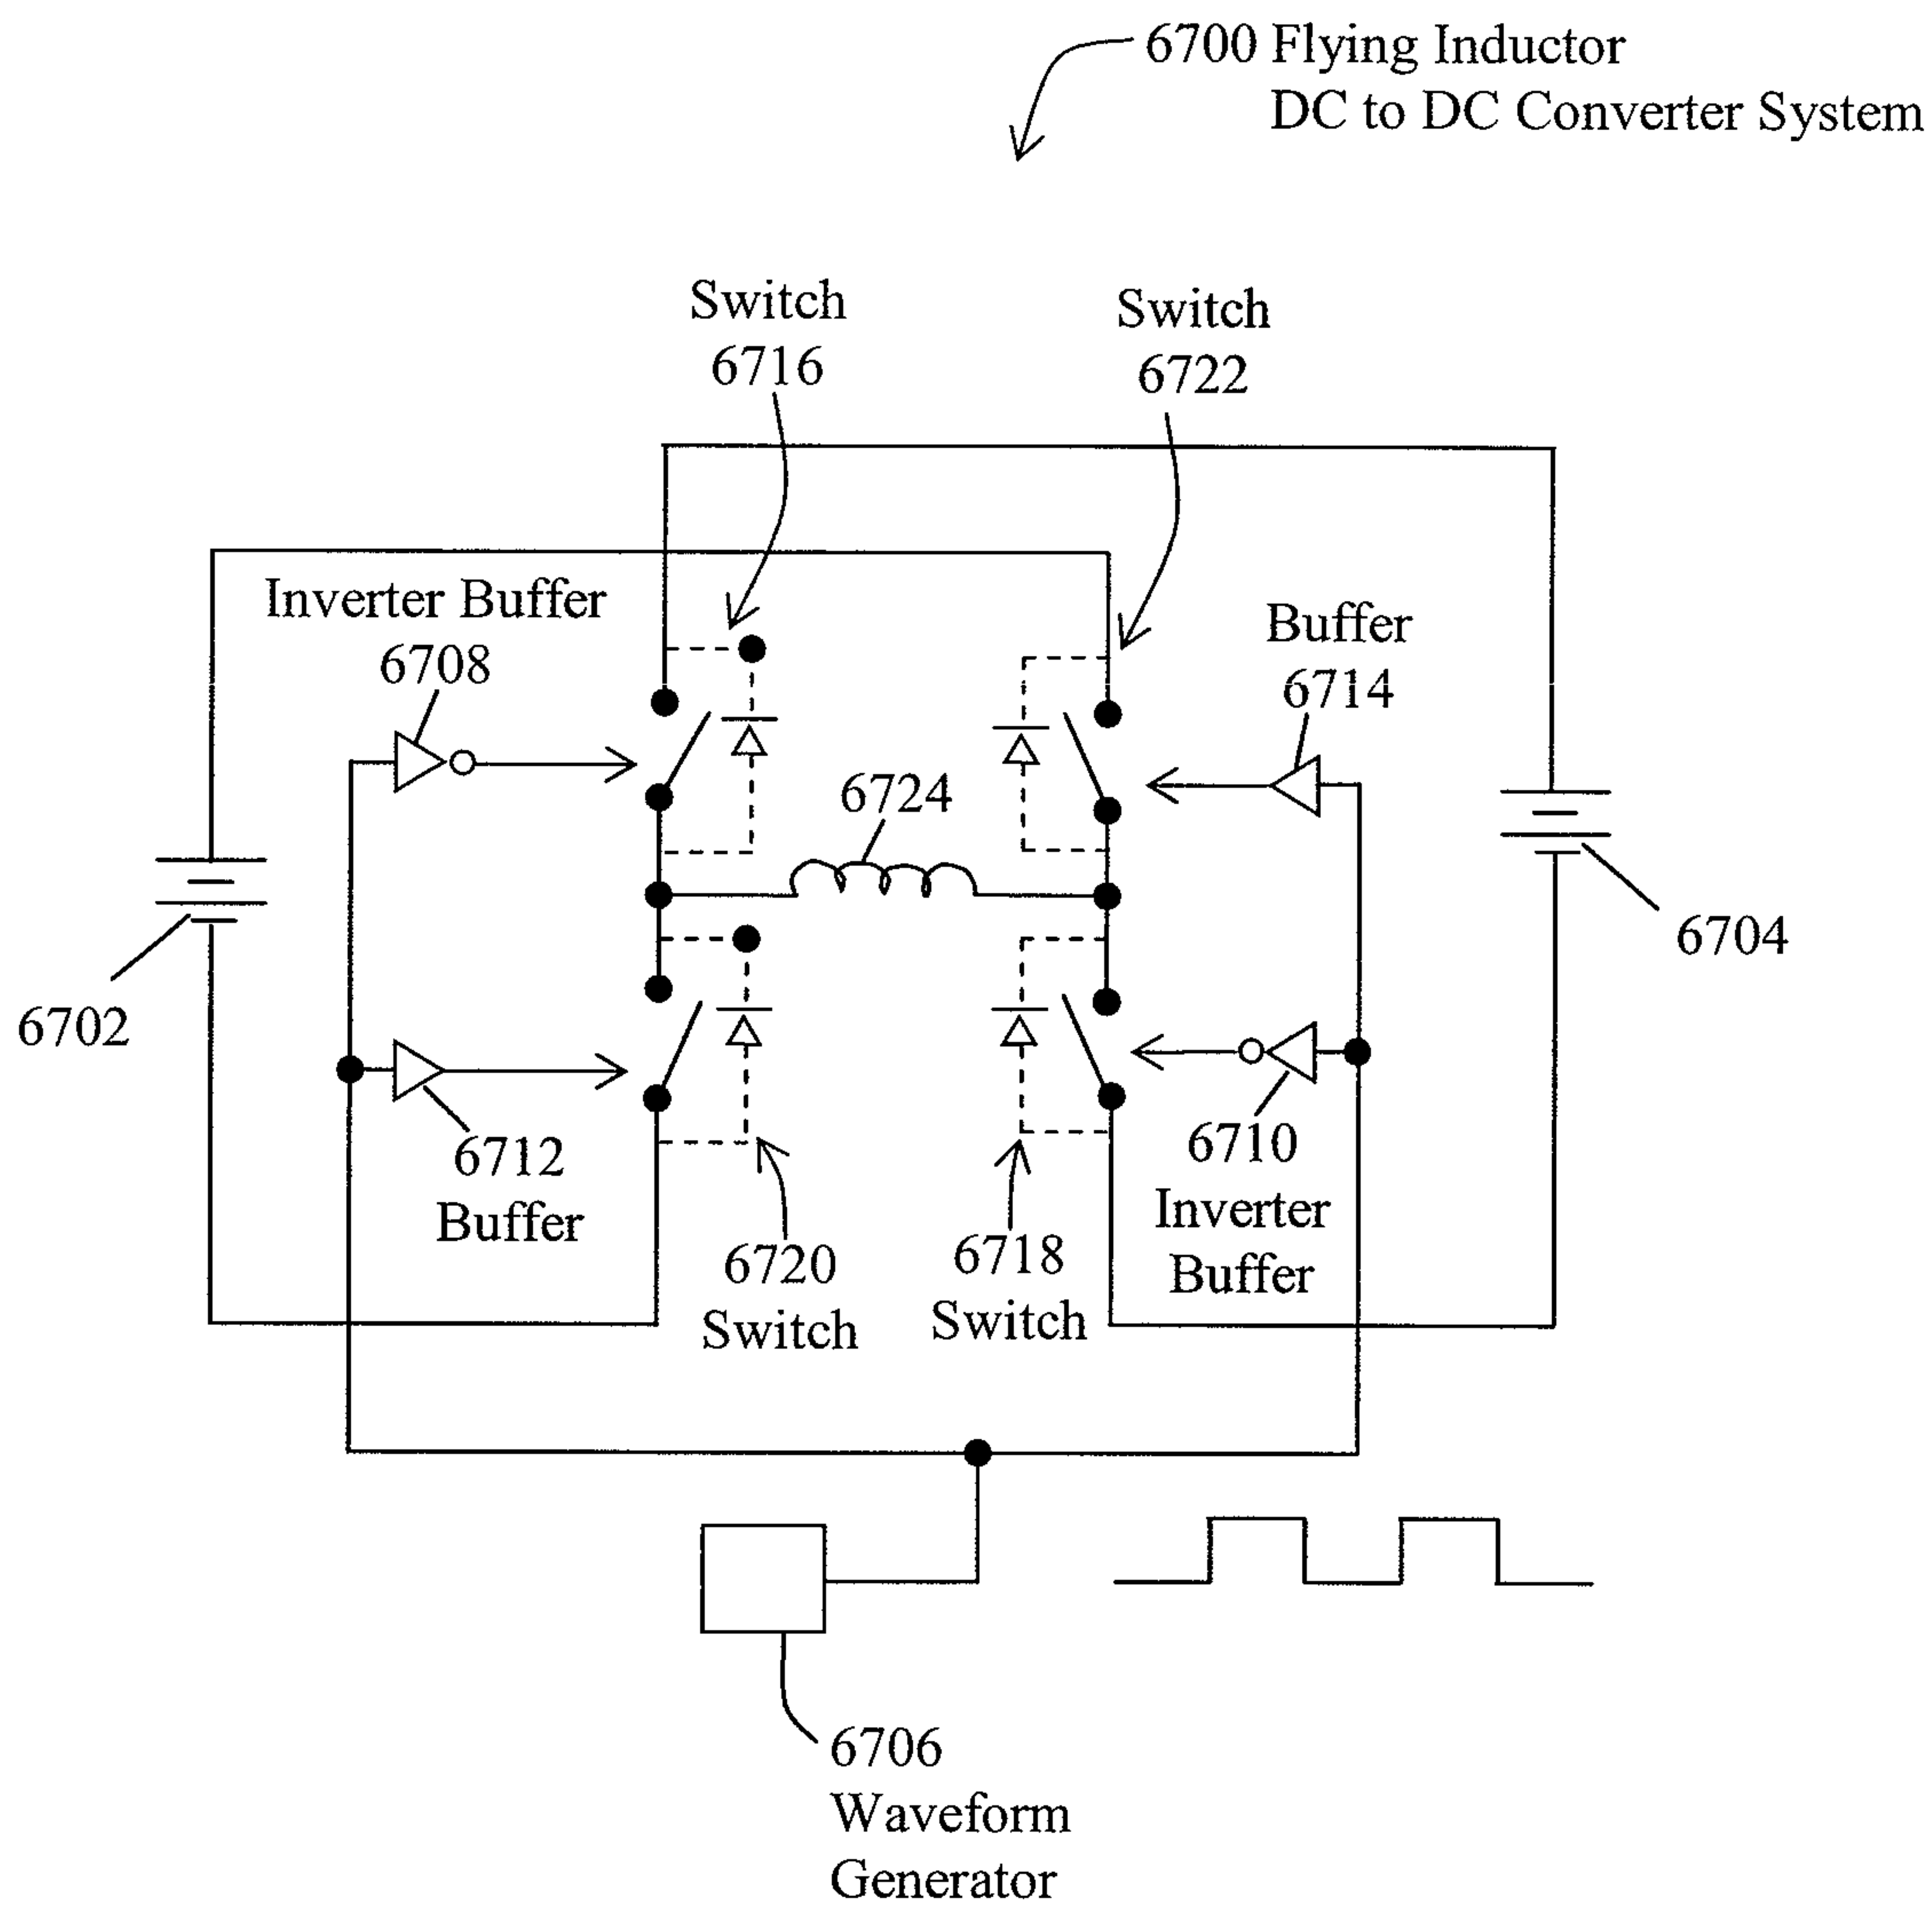 6700 Flying Inductor
DC to DC Converter System
Switch
6716
Switch
6722
Inverter Buffer
6708
Buffer
6714
6724
6702
6704
6712
Buffer
6720
Switch
6718
Switch
6710
Inverter
Buffer
6706
Waveform
Generator